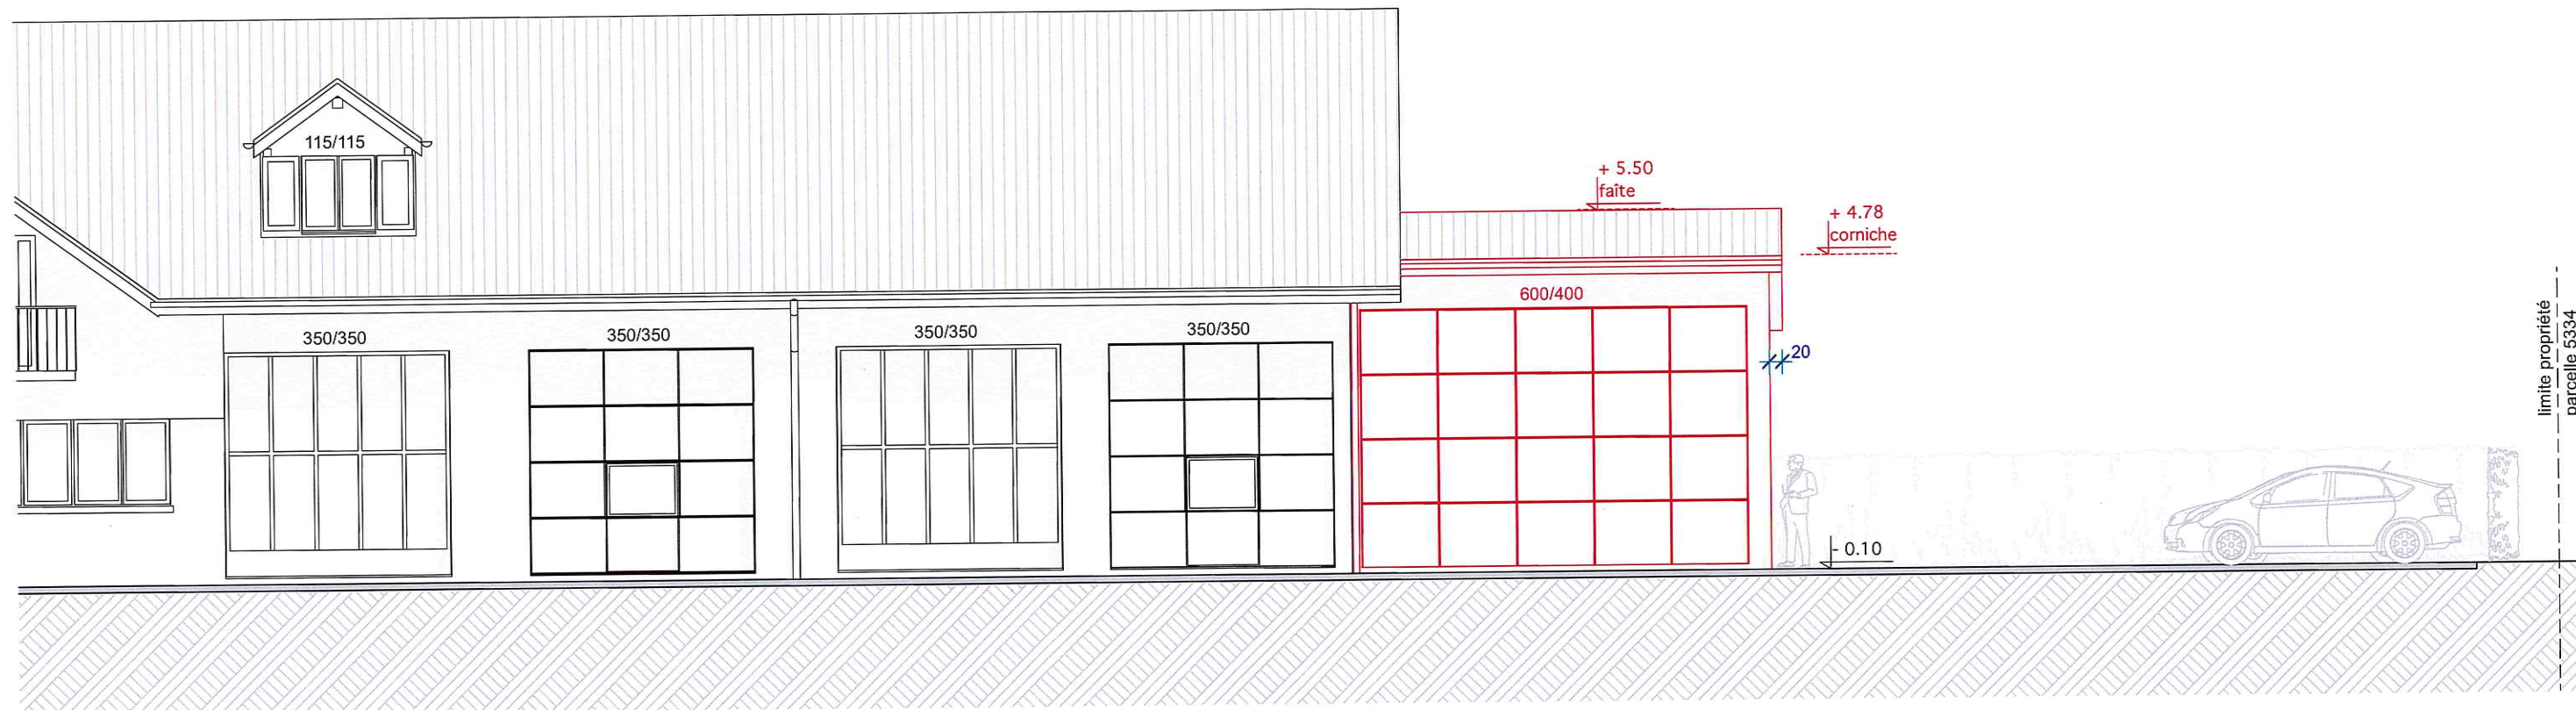 115/115
+ 5.50
faîte
+ 4.78
corniche
600/400
350/350
350/350
350/350
350/350
20
- 0.10
limite propriété
parcelle 5334